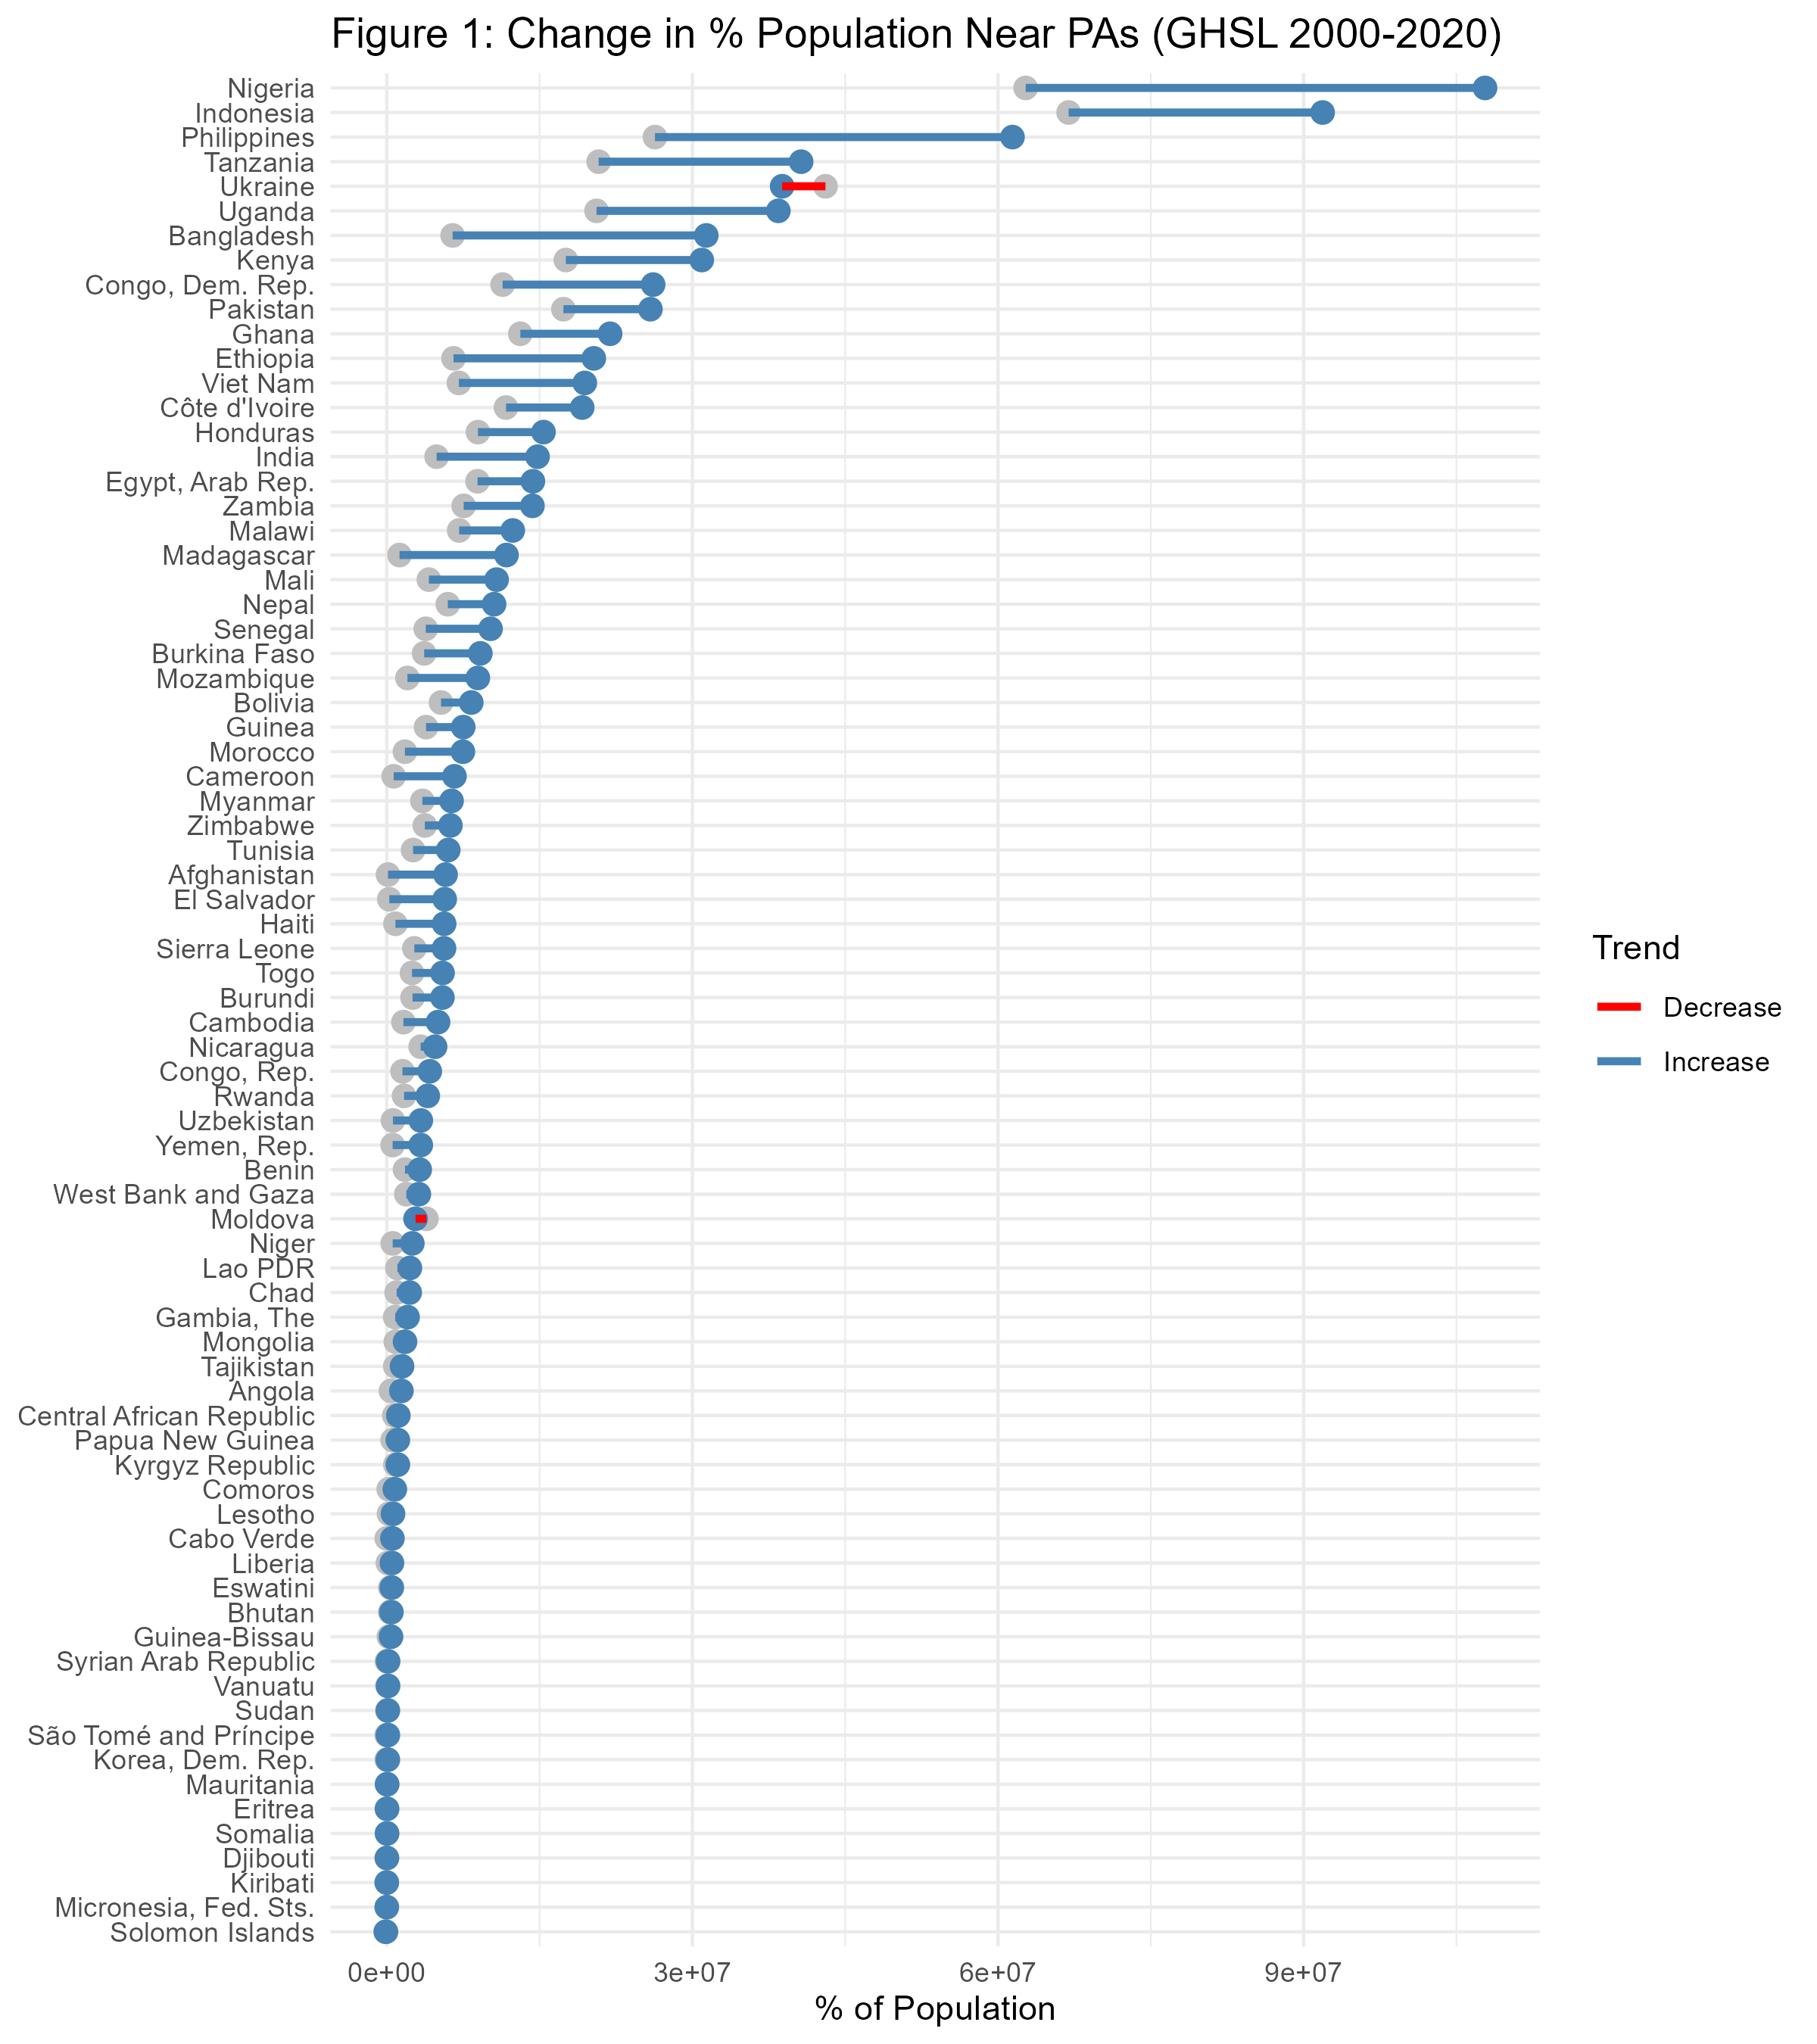 Figure 1: Change in % Population Near PAs (GHSL 2000-2020)
Nigeria
Indonesia
Philippines
Tanzania
Ukraine
Uganda
Bangladesh
Kenya
Congo, Dem. Rep.
Pakistan
Ghana
Ethiopia
Viet Nam
Côte d'Ivoire
Honduras
India
Egypt, Arab Rep.
Zambia
Malawi
Madagascar
Mali
Nepal
Senegal
Burkina Faso
Mozambique
Bolivia
Guinea
Morocco
Cameroon
Myanmar
Zimbabwe
Tunisia
Afghanistan
El Salvador
Haiti
Sierra Leone
Togo
Burundi
Cambodia
Nicaragua
Congo, Rep.
Rwanda
Uzbekistan
Yemen, Rep.
Benin
West Bank and Gaza
Moldova
Niger
Lao PDR
Chad
Gambia, The
Mongolia
Tajikistan
Angola
Central African Republic
Papua New Guinea
Kyrgyz Republic
Comoros
Lesotho
Cabo Verde
Liberia
Eswatini
Bhutan
Guinea-Bissau
Syrian Arab Republic
Vanuatu
Sudan
São Tomé and Príncipe
Korea, Dem. Rep.
Mauritania
Eritrea
Somalia
Djibouti
Kiribati
Micronesia, Fed. Sts.
Solomon Islands
0e+00 3e+07 6e+07 9e+07
% of Population
Trend
Decrease
Increase